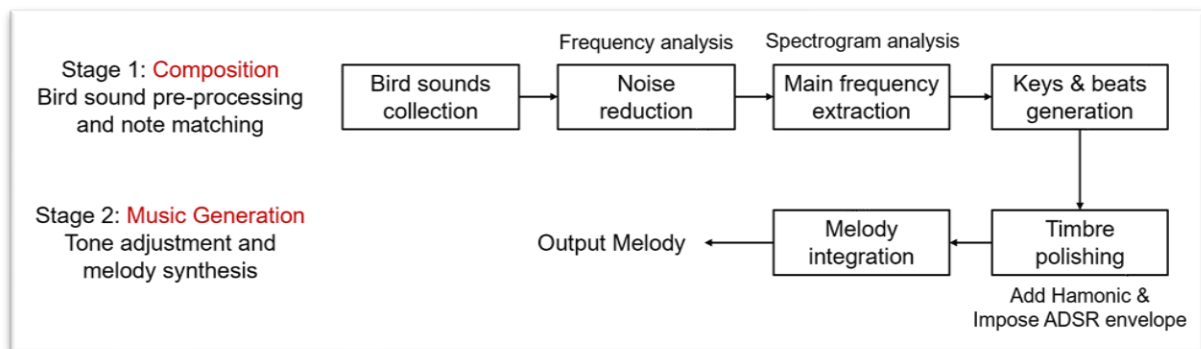 Frequency analysis
Spectrogram analysis
Stage 1: Composition
Bird sound pre-processing
and note matching
Bird sounds
collection
Noise
reduction
Main frequency
extraction
Keys & beats
generation
Stage 2: Music Generation
Tone adjustment and
melody synthesis
Output Melody
Melody
integration
Timbre
polishing
Add Hamonic &
Impose ADSR envelope